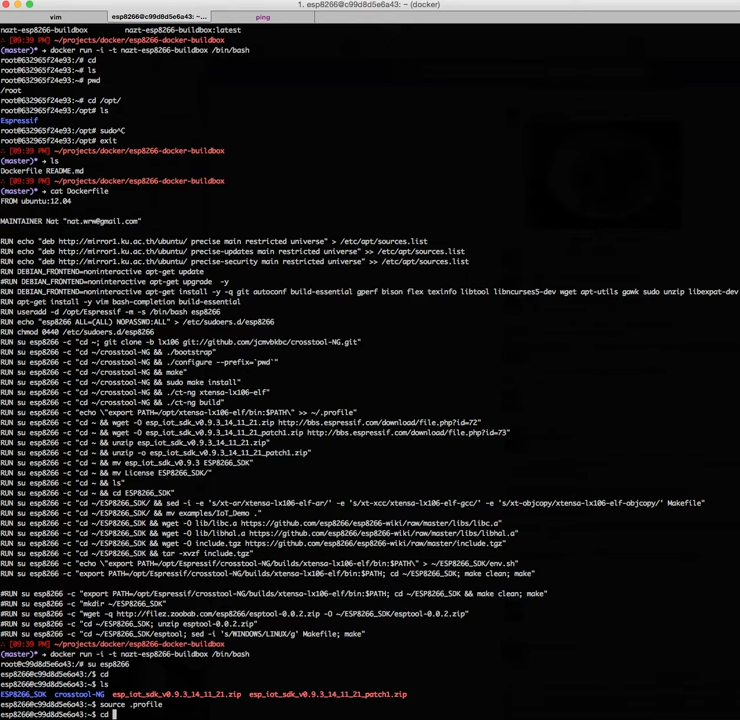 1. esp8266@c99d8d5e6a43: ~ (docker)
vim
esp8266@c99d8d5e6a43: ~…
ping
nazt-esp8266-buildbox nazt-esp8266-buildbox:latest
∴ [09:39 PM] ~/projects/docker/esp8266-docker-buildbox
(master)* → docker run -i -t nazt-esp8266-buildbox /bin/bash
root@632965f24e93:/# cd
root@632965f24e93:~# ls
root@632965f24e93:~# pwd
/root
root@632965f24e93:~# cd /opt/
root@632965f24e93:/opt# ls
Espressif
root@632965f24e93:/opt# sudo^C
root@632965f24e93:/opt# exit
∴ [09:39 PM] ~/projects/docker/esp8266-docker-buildbox
(master)* → ls
Dockerfile README.md
∴ [09:39 PM] ~/projects/docker/esp8266-docker-buildbox
(master)* → cat Dockerfile
FROM ubuntu:12.04
MAINTAINER Nat "nat.wrw@gmail.com"
RUN echo "deb http://mirror1.ku.ac.th/ubuntu/ precise main restricted universe" > /etc/apt/sources.list
RUN echo "deb http://mirror1.ku.ac.th/ubuntu/ precise-updates main restricted universe" >> /etc/apt/sources.list
RUN echo "deb http://mirror1.ku.ac.th/ubuntu/ precise-security main restricted universe" >> /etc/apt/sources.list
RUN DEBIAN_FRONTEND=noninteractive apt-get update
#RUN DEBIAN_FRONTEND=noninteractive apt-get upgrade -y
RUN DEBIAN_FRONTEND=noninteractive apt-get install -y -q git autoconf build-essential gperf bison flex texinfo libtool libncurses5-dev wget apt-utils gawk sudo unzip libexpat-dev
RUN apt-get install -y vim bash-completion build-essential
RUN useradd -d /opt/Espressif -m -s /bin/bash esp8266
RUN echo "esp8266 ALL=(ALL) NOPASSWD:ALL" > /etc/sudoers.d/esp8266
RUN chmod 0440 /etc/sudoers.d/esp8266
RUN su esp8266 -c "cd ~; git clone -b lx106 git://github.com/jcmvbkbc/crosstool-NG.git"
RUN su esp8266 -c "cd ~/crosstool-NG && ./bootstrap"
RUN su esp8266 -c "cd ~/crosstool-NG && ./configure --prefix=`pwd`"
RUN su esp8266 -c "cd ~/crosstool-NG && make"
RUN su esp8266 -c "cd ~/crosstool-NG && sudo make install"
RUN su esp8266 -c "cd ~/crosstool-NG && ./ct-ng xtensa-lx106-elf"
RUN su esp8266 -c "cd ~/crosstool-NG && ./ct-ng build"
RUN su esp8266 -c "echo \"export PATH=/opt/xtensa-lx106-elf/bin:$PATH\" >> ~/.profile"
RUN su esp8266 -c "cd ~ && wget -O esp_iot_sdk_v0.9.3_14_11_21.zip http://bbs.espressif.com/download/file.php?id=72"
RUN su esp8266 -c "cd ~ && wget -O esp_iot_sdk_v0.9.3_14_11_21_patch1.zip http://bbs.espressif.com/download/file.php?id=73"
RUN su esp8266 -c "cd ~ && unzip esp_iot_sdk_v0.9.3_14_11_21.zip"
RUN su esp8266 -c "cd ~ && unzip -o esp_iot_sdk_v0.9.3_14_11_21_patch1.zip"
RUN su esp8266 -c "cd ~ && mv esp_iot_sdk_v0.9.3 ESP8266_SDK"
RUN su esp8266 -c "cd ~ && mv License ESP8266_SDK/"
RUN su esp8266 -c "cd ~ && ls"
RUN su esp8266 -c "cd ~ && cd ESP8266_SDK"
RUN su esp8266 -c "cd ~/ESP8266_SDK/ && sed -i -e 's/xt-ar/xtensa-lx106-elf-ar/' -e 's/xt-xcc/xtensa-lx106-elf-gcc/' -e 's/xt-objcopy/xtensa-lx106-elf-objcopy/' Makefile"
RUN su esp8266 -c "cd ~/ESP8266_SDK/ && mv examples/IoT_Demo ."
RUN su esp8266 -c "cd ~/ESP8266_SDK && wget -O lib/libc.a https://github.com/esp8266/esp8266-wiki/raw/master/libs/libc.a"
RUN su esp8266 -c "cd ~/ESP8266_SDK && wget -O lib/libhal.a https://github.com/esp8266/esp8266-wiki/raw/master/libs/libhal.a"
RUN su esp8266 -c "cd ~/ESP8266_SDK && wget -O include.tgz https://github.com/esp8266/esp8266-wiki/raw/master/include.tgz"
RUN su esp8266 -c "cd ~/ESP8266_SDK && tar -xvzf include.tgz"
RUN su esp8266 -c "echo \"export PATH=/opt/Espressif/crosstool-NG/builds/xtensa-lx106-elf/bin:$PATH\" > ~/ESP8266_SDK/env.sh"
RUN su esp8266 -c "export PATH=/opt/Espressif/crosstool-NG/builds/xtensa-lx106-elf/bin:$PATH; cd ~/ESP8266_SDK; make clean; make"
#RUN su esp8266 -c "export PATH=/opt/Espressif/crosstool-NG/builds/xtensa-lx106-elf/bin:$PATH; cd ~/ESP8266_SDK && make clean; make"
#RUN su esp8266 -c "mkdir ~/ESP8266_SDK"
#RUN su esp8266 -c "wget -q http://filez.zoobab.com/esp8266/esptool-0.0.2.zip -O ~/ESP8266_SDK/esptool-0.0.2.zip"
#RUN su esp8266 -c "cd ~/ESP8266_SDK; unzip esptool-0.0.2.zip"
#RUN su esp8266 -c "cd ~/ESP8266_SDK/esptool; sed -i 's/WINDOWS/LINUX/g' Makefile; make"
∴ [09:39 PM] ~/projects/docker/esp8266-docker-buildbox
(master)* → docker run -i -t nazt-esp8266-buildbox /bin/bash
root@c99d8d5e6a43:/# su esp8266
esp8266@c99d8d5e6a43:/$ cd
esp8266@c99d8d5e6a43:~$ ls
ESP8266_SDK crosstool-NG esp_iot_sdk_v0.9.3_14_11_21.zip esp_iot_sdk_v0.9.3_14_11_21_patch1.zip
esp8266@c99d8d5e6a43:~$ source .profile
esp8266@c99d8d5e6a43:~$ cd